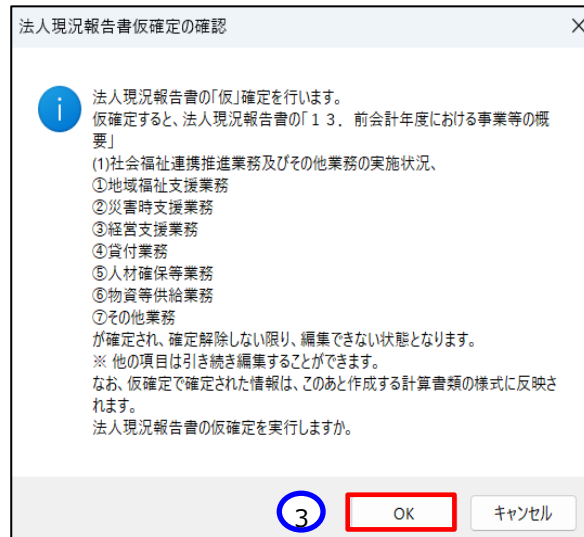 法人現況報告書仮確定の確認
法人現況報告書の「仮」確定を行います。
仮確定すると、法人現況報告書の「１３．前会計年度における事業等の概
要」
(1)社会福祉連携推進業務及びその他業務の実施状況、
①地域福祉支援業務
②災害時支援業務
③経営支援業務
④貸付業務
⑤人材確保等業務
⑥物資等供給業務
⑦その他業務
が確定され、確定解除しない限り、編集できない状態となります。
※ 他の項目は引き続き編集することができます。
なお、仮確定で確定された情報は、このあと作成する計算書類の様式に反映さ
れます。
法人現況報告書の仮確定を実行しますか。
3
OK
キャンセル